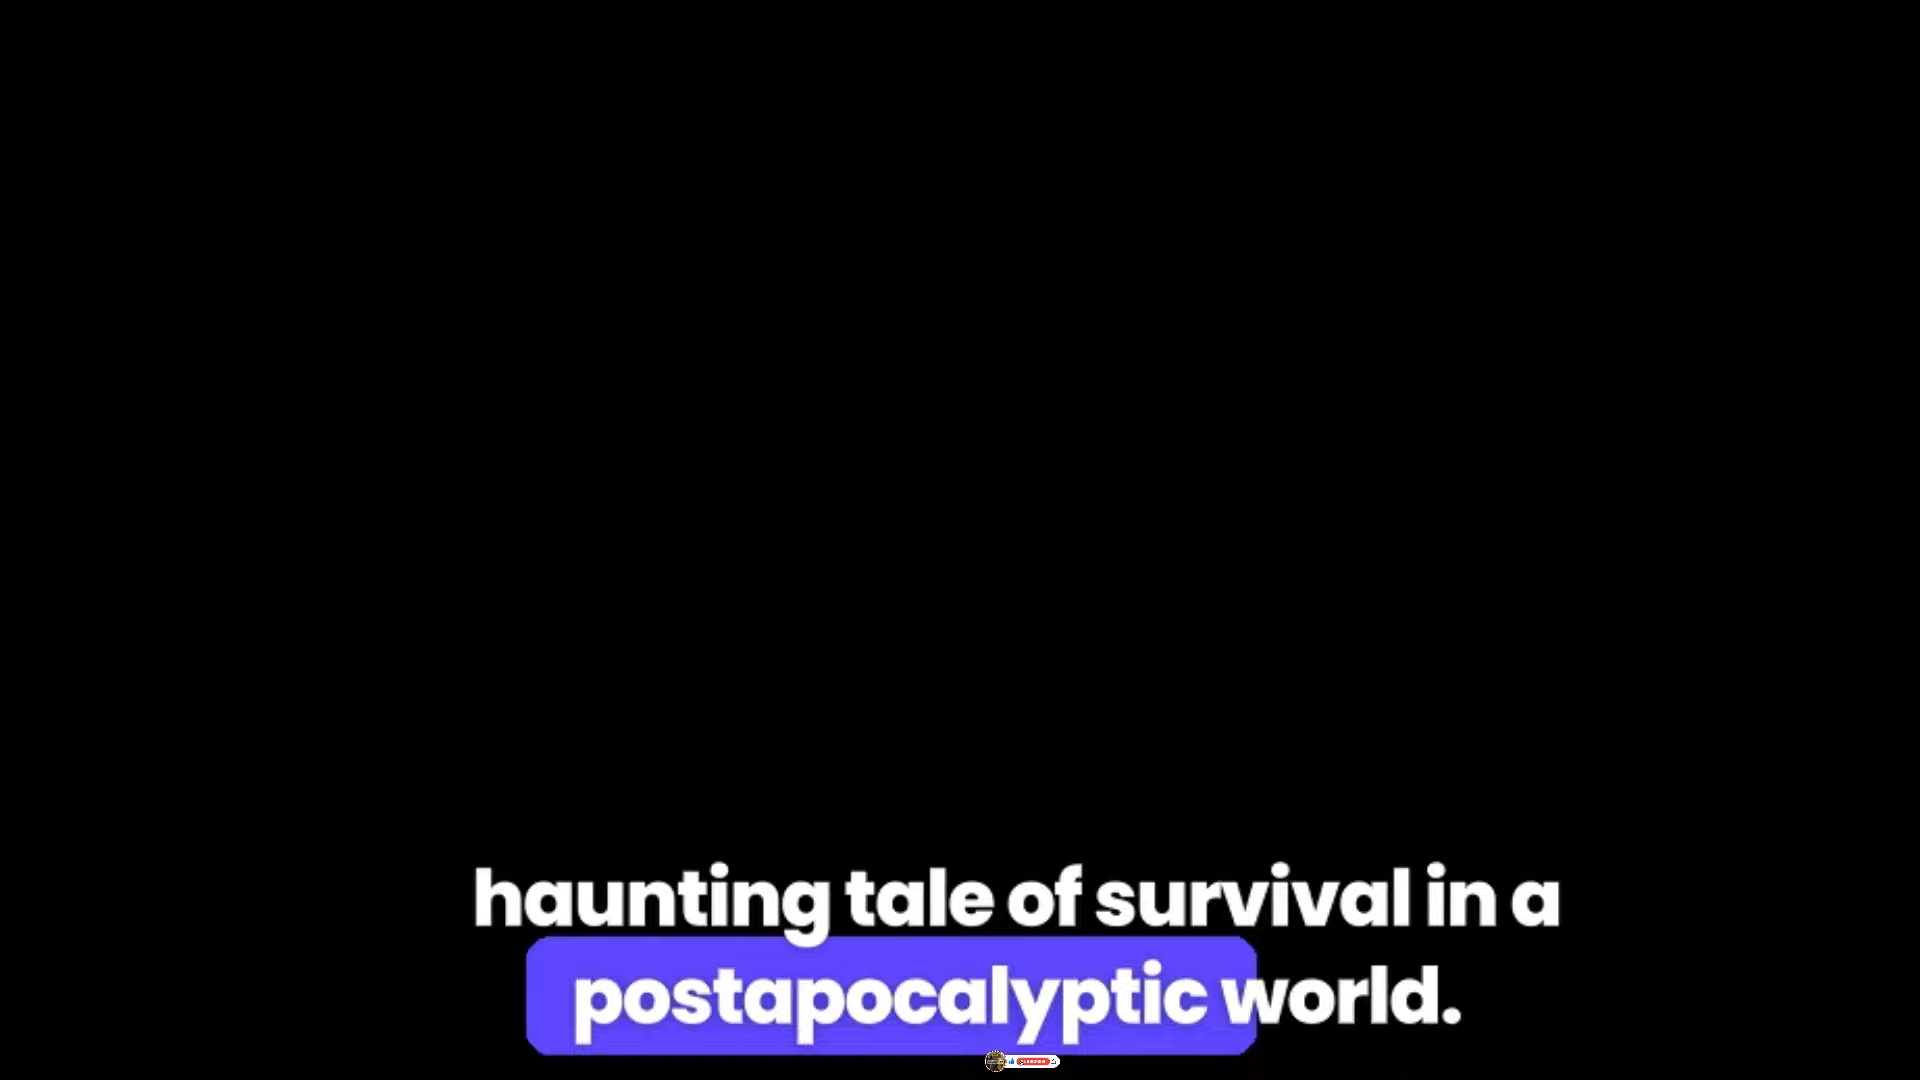 haunting tale of survival in a
postapocalyptic world.